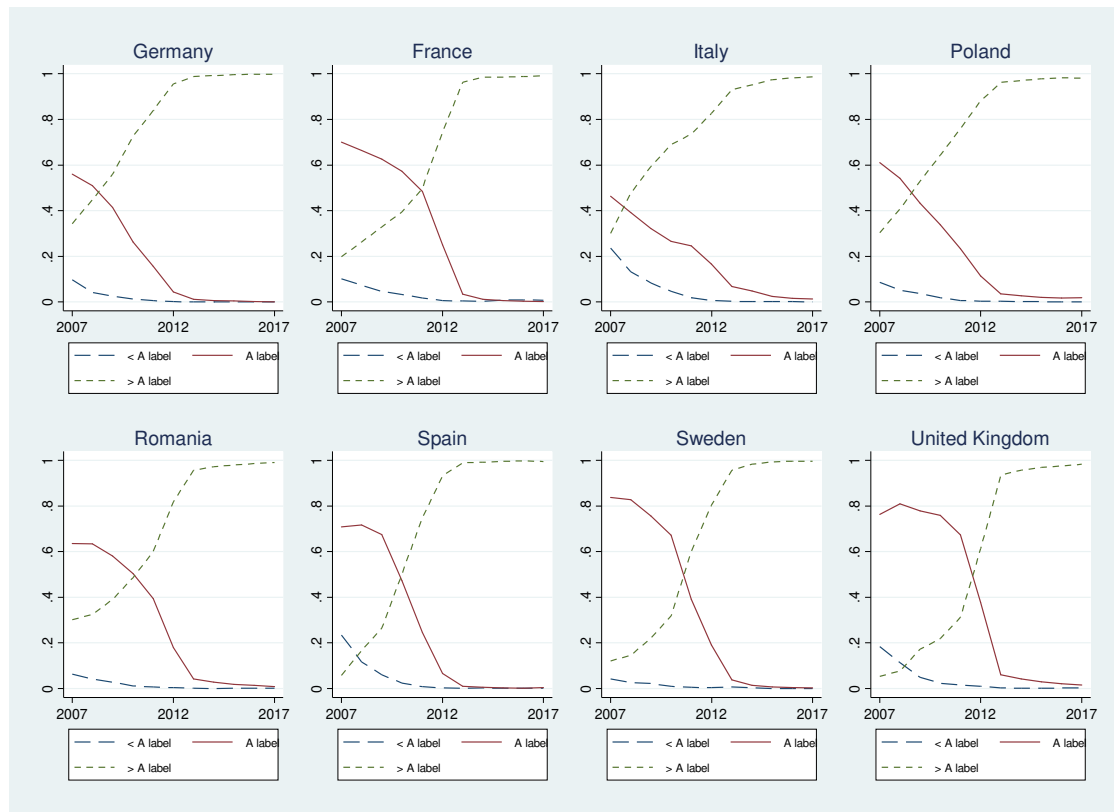 Germany France Italy Poland
0 .2 .4 .6 .8 1 0 .2 .4 .6 .8 1 0 .2 .4 .6 .8 1 0 .2 .4 .6 .8 1
2007 2012 2017 2007 2012 2017 2007 2012 2017 2007 2012 2017
< A label A label < A label A label < A label A label < A label A label
> A label > A label > A label > A label
Romania Spain Sweden United Kingdom
0 .2 .4 .6 .8 1 0 .2 .4 .6 .8 1 0 .2 .4 .6 .8 1 0 .2 .4 .6 .8 1
2007 2012 2017 2007 2012 2017 2007 2012 2017 2007 2012 2017
< A label A label < A label A label < A label A label < A label A label
> A label > A label > A label > A label